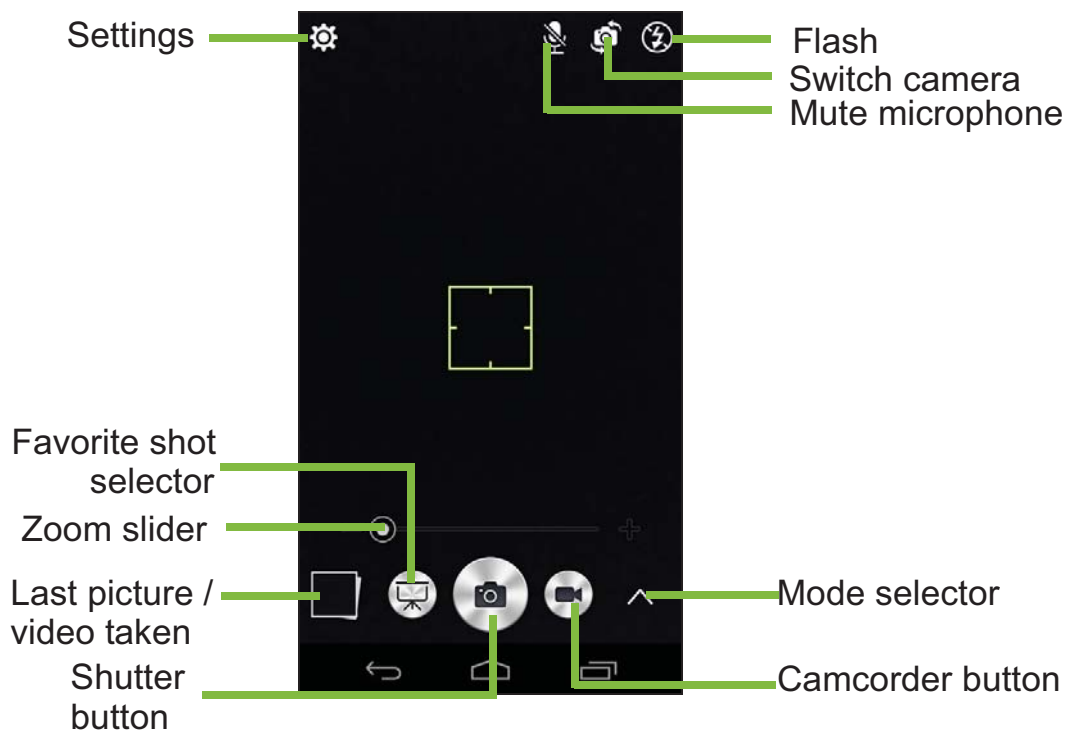 Settings
Flash
Switch camera
Mute microphone
Favorite shot
selector
Zoom slider
Last picture /
video taken
Mode selector
Shutter
button
Camcorder button